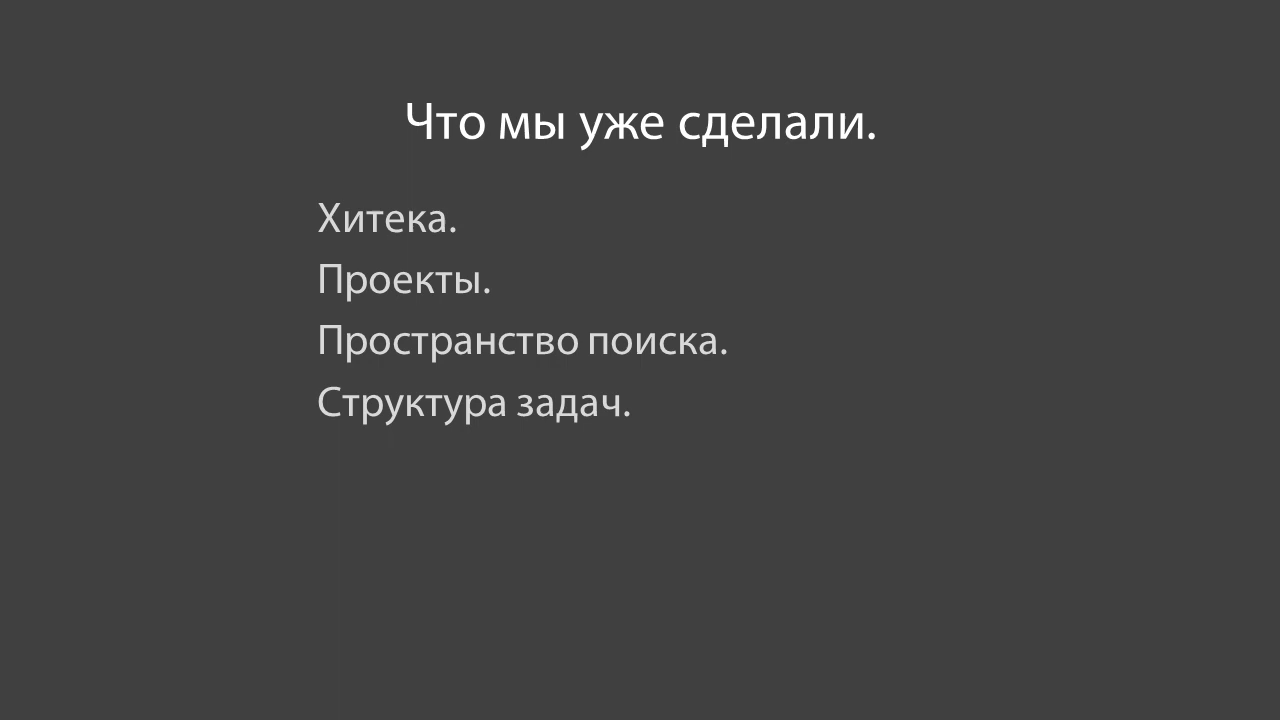 Что мы уже сделали.
Хитека.
Проекты.
Пространство поиска.
Структура задач.